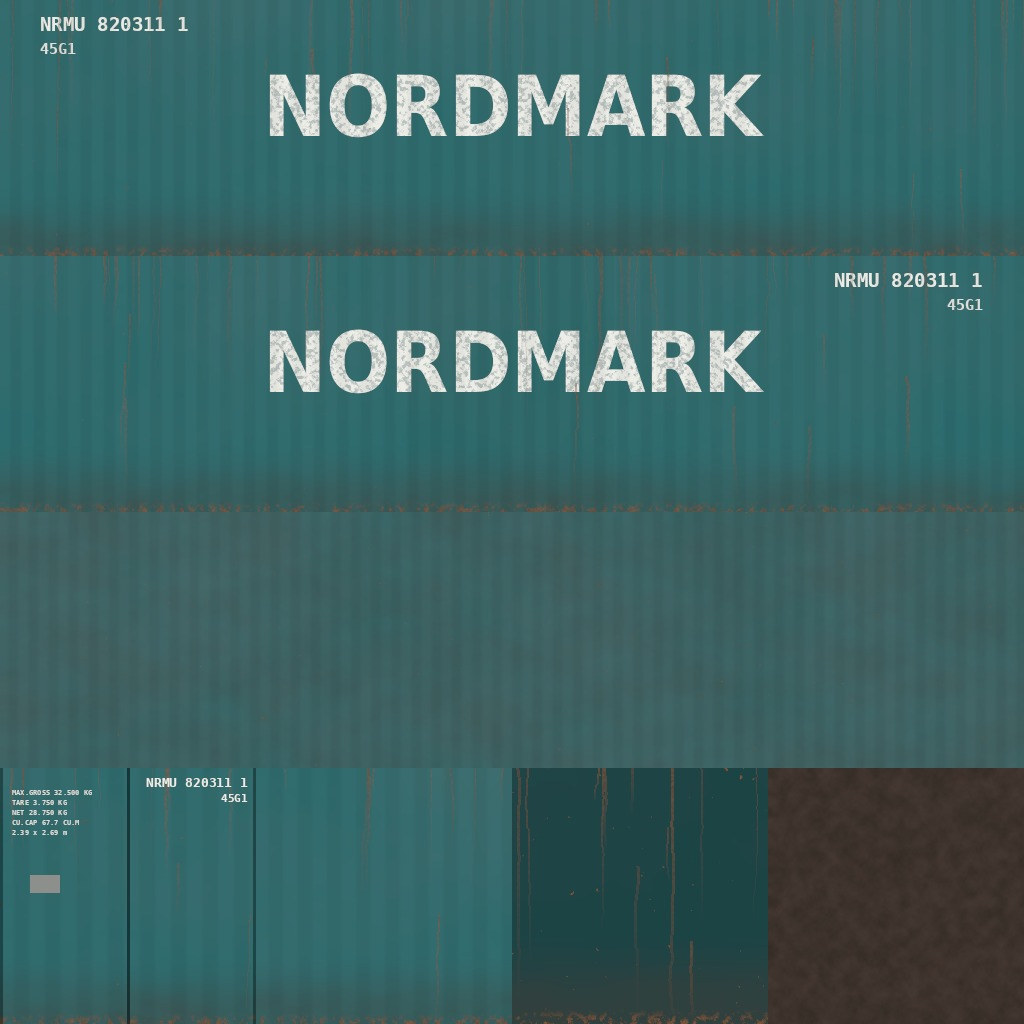 NRMU 820311 1
45G1
NORDMARK
NRMU 820311 1
45G1
NORDMARK
MAX.GROSS 32.500 KG
TARE 3.750 KG
NET 28.750 KG
CU.CAP 67.7 CU.M
2.39 x 2.69 m
NRMU 820311 1
45G1